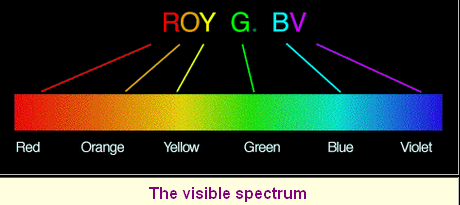 ROY G. BV
Red Orange Yellow Green Blue Violet
The visible spectrum